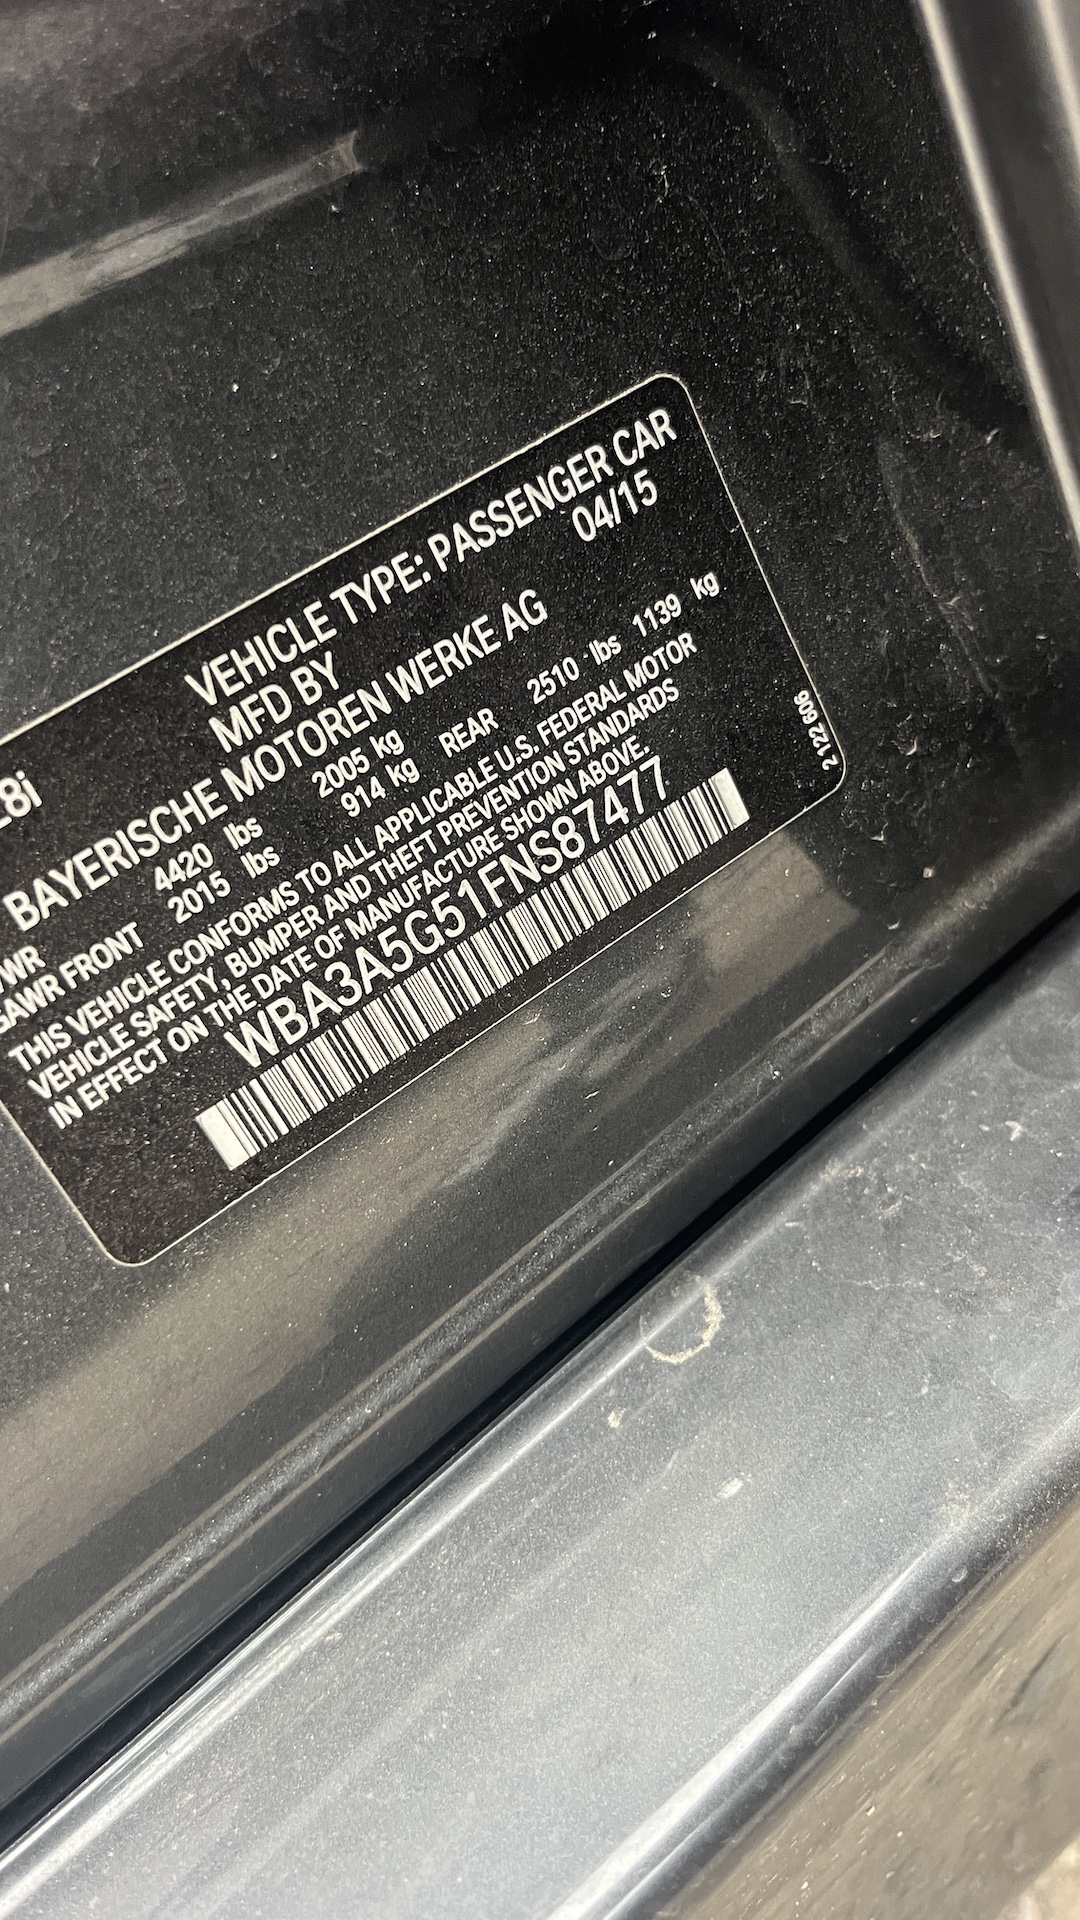 28i
VEHICLE TYPE: PASSENGER CAR
MFD BY
04/15
BAYERISCHE MOTOREN WERKE AG
4420 lbs 2005 kg
GAWR FRONT 2015 lbs 914 kg REAR 2510 lbs 1139 kg
THIS VEHICLE CONFORMS TO ALL APPLICABLE U.S. FEDERAL MOTOR
VEHICLE SAFETY, BUMPER AND THEFT PREVENTION STANDARDS
IN EFFECT ON THE DATE OF MANUFACTURE SHOWN ABOVE.
WBA3A5G51FNS87477
2 122 606